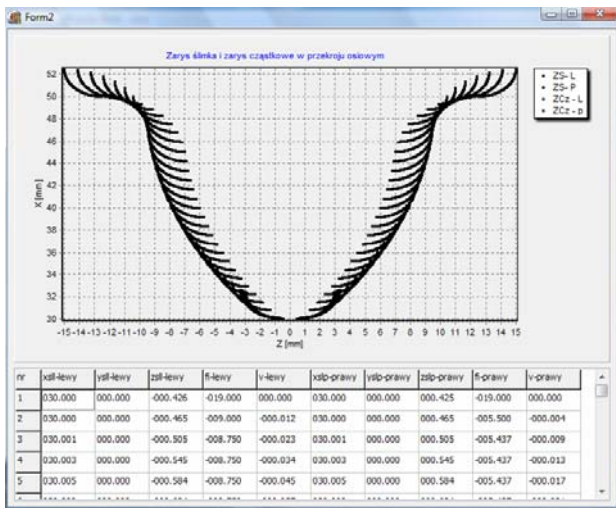 Form2
Zarys ślimka i zarys cząstkowe w przekroju osiowym
ZS-L
ZS-P
ZCz-L
ZCz-p
52
50
48
46
44
42
40
38
36
34
32
30
X [mm]
-15 -14 -13 -12 -11 -10 -9 -8 -7 -6 -5 -4 -3 -2 -1 0 1 2 3 4 5 6 7 8 9 10 11 12 13 14 15
Z [mm]
nr xsll-lewy ysll-lewy zsll-lewy fi-lewy v-lewy xslp-prawy yslp-prawy zslp-prawy fi-prawy v-prawy
1 030.000 000.000 -000.426 -019.000 000.000 030.000 000.000 000.425 -019.000 000.000
2 030.000 000.000 -000.465 -009.000 -000.012 030.000 000.000 000.465 -005.500 -000.004
3 030.001 000.000 -000.505 -008.750 -000.023 030.001 000.000 000.505 -005.437 -000.009
4 030.003 000.000 -000.545 -008.750 -000.034 030.003 000.000 000.545 -005.437 -000.013
5 030.005 000.000 -000.584 -008.750 -000.045 030.005 000.000 000.584 -005.437 -000.017